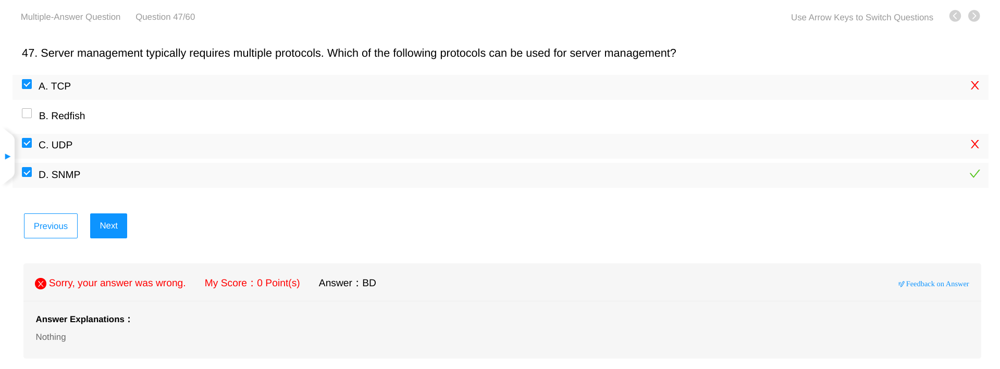 Multiple-Answer Question Question 47/60 Use Arrow Keys to Switch Questions
47. Server management typically requires multiple protocols. Which of the following protocols can be used for server management?
A. TCP
B. Redfish
C. UDP
D. SNMP
Previous Next
Sorry, your answer was wrong. My Score：0 Point(s) Answer：BD Feedback on Answer
Answer Explanations：
Nothing